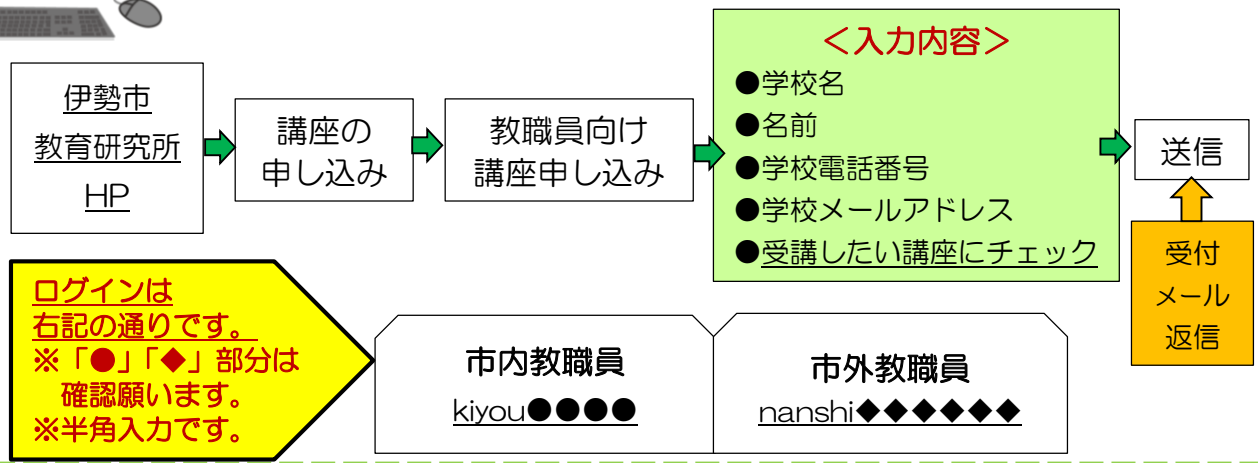 伊勢市
教育研究所
HP
講座の
申し込み
教職員向け
講座申し込み
＜入力内容＞
●学校名
●名前
●学校電話番号
●学校メールアドレス
●受講したい講座にチェック
送信
受付
メール
返信
ログインは
右記の通りです。
※「●」「◆」部分は
確認願います。
※半角入力です。
市内教職員
kiyou●●●●
市外教職員
nanshi◆◆◆◆◆◆